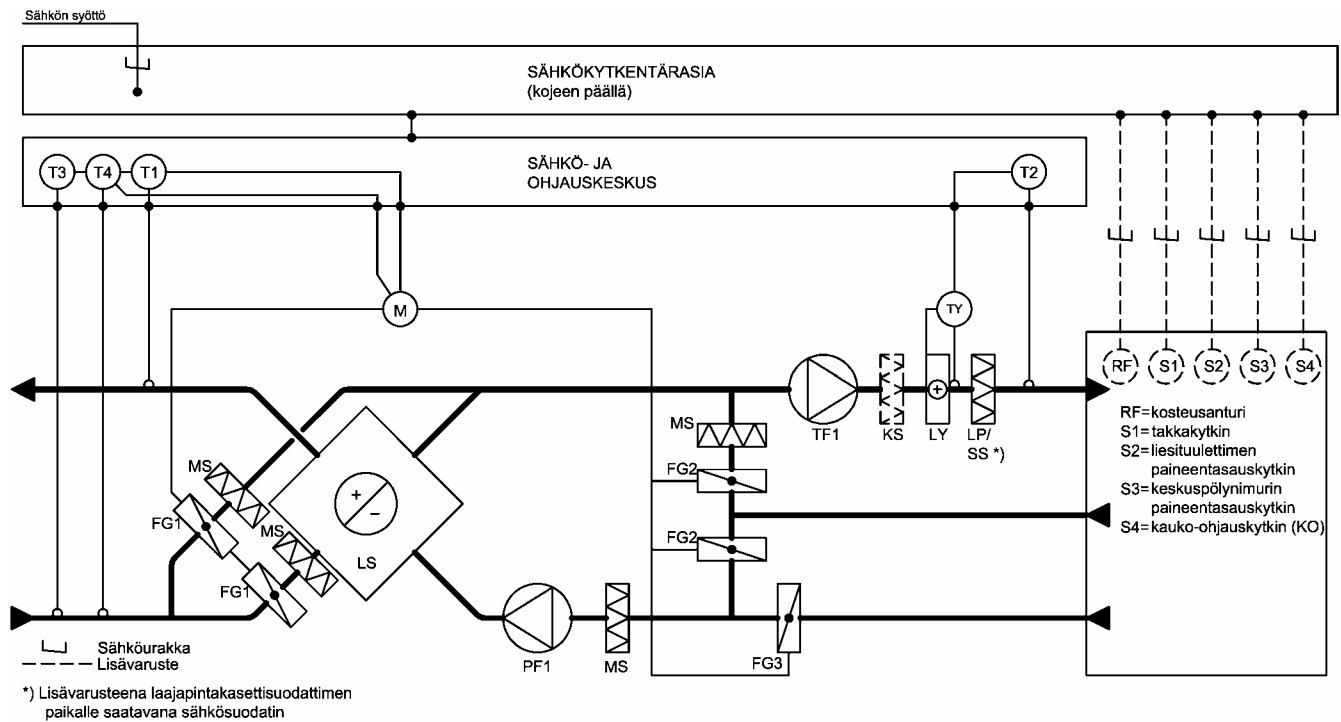 Sähkön syöttö
SÄHKÖKYTKENTÄRASIA
(kojeen päällä)
SÄHKÖ- JA
OHJAUSKESKUS
T3
T4
T1
T2
M
TY
RF
S1
S2
S3
S4
MS
TF1
KS
LY
LP/
SS *)
RF=kosteusanturi
S1=takkakytkin
S2=liesituulettimen
paineentasauskytkin
S3=keskuspölynimurin
paineentasauskytkin
S4=kauko-ohjauskytkin (KO)
MS
FG2
FG1
MS
+
−
LS
FG2
FG1
+
PF1
MS
FG3
Sähköurakka
Lisävaruste
*) Lisävarusteena laajapintakasettisuodattimen
paikalle saatavana sähkösuodatin